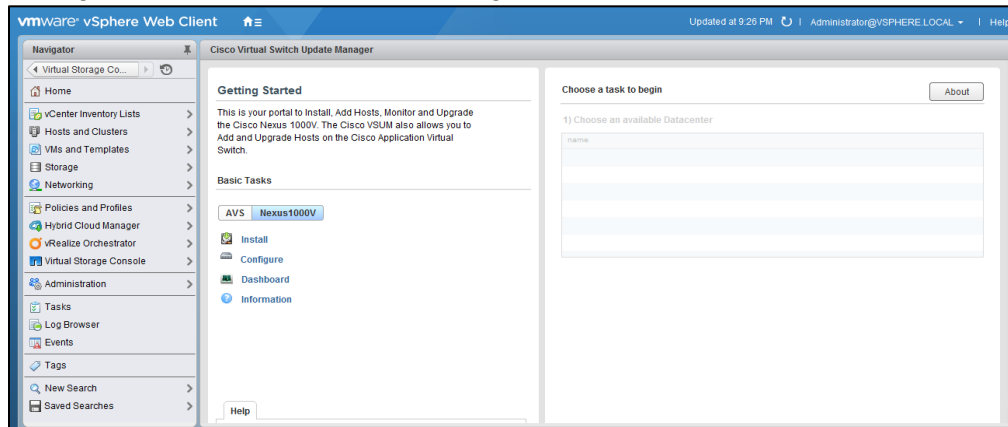 vmware® vSphere Web Client
Updated at 9:26 PM
Administrator@VSPHERE.LOCAL
Help
Navigator
Virtual Storage Co...
Home
vCenter Inventory Lists
Hosts and Clusters
VMs and Templates
Storage
Networking
Policies and Profiles
Hybrid Cloud Manager
vRealize Orchestrator
Virtual Storage Console
Administration
Tasks
Log Browser
Events
Tags
New Search
Saved Searches
Cisco Virtual Switch Update Manager
Getting Started
This is your portal to Install, Add Hosts, Monitor and Upgrade
the Cisco Nexus 1000V. The Cisco VSUM also allows you to
Add and Upgrade Hosts on the Cisco Application Virtual
Switch.
Basic Tasks
AVS Nexus1000V
Install
Configure
Dashboard
Information
Help
Choose a task to begin
About
1) Choose an available Datacenter
name